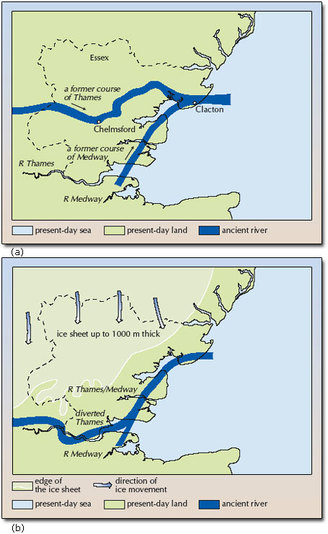 Essex
a former course
of Thames
Clacton
Chelmsford
a former course
of Medway
R Thames
R Medway
present-day sea
present-day land
ancient river
(a)
ice sheet up to 1000 m thick
R Thames/Medway
diverted
Thames
R Medway
edge of
the ice sheet
direction of
ice movement
present-day sea
present-day land
ancient river
(b)